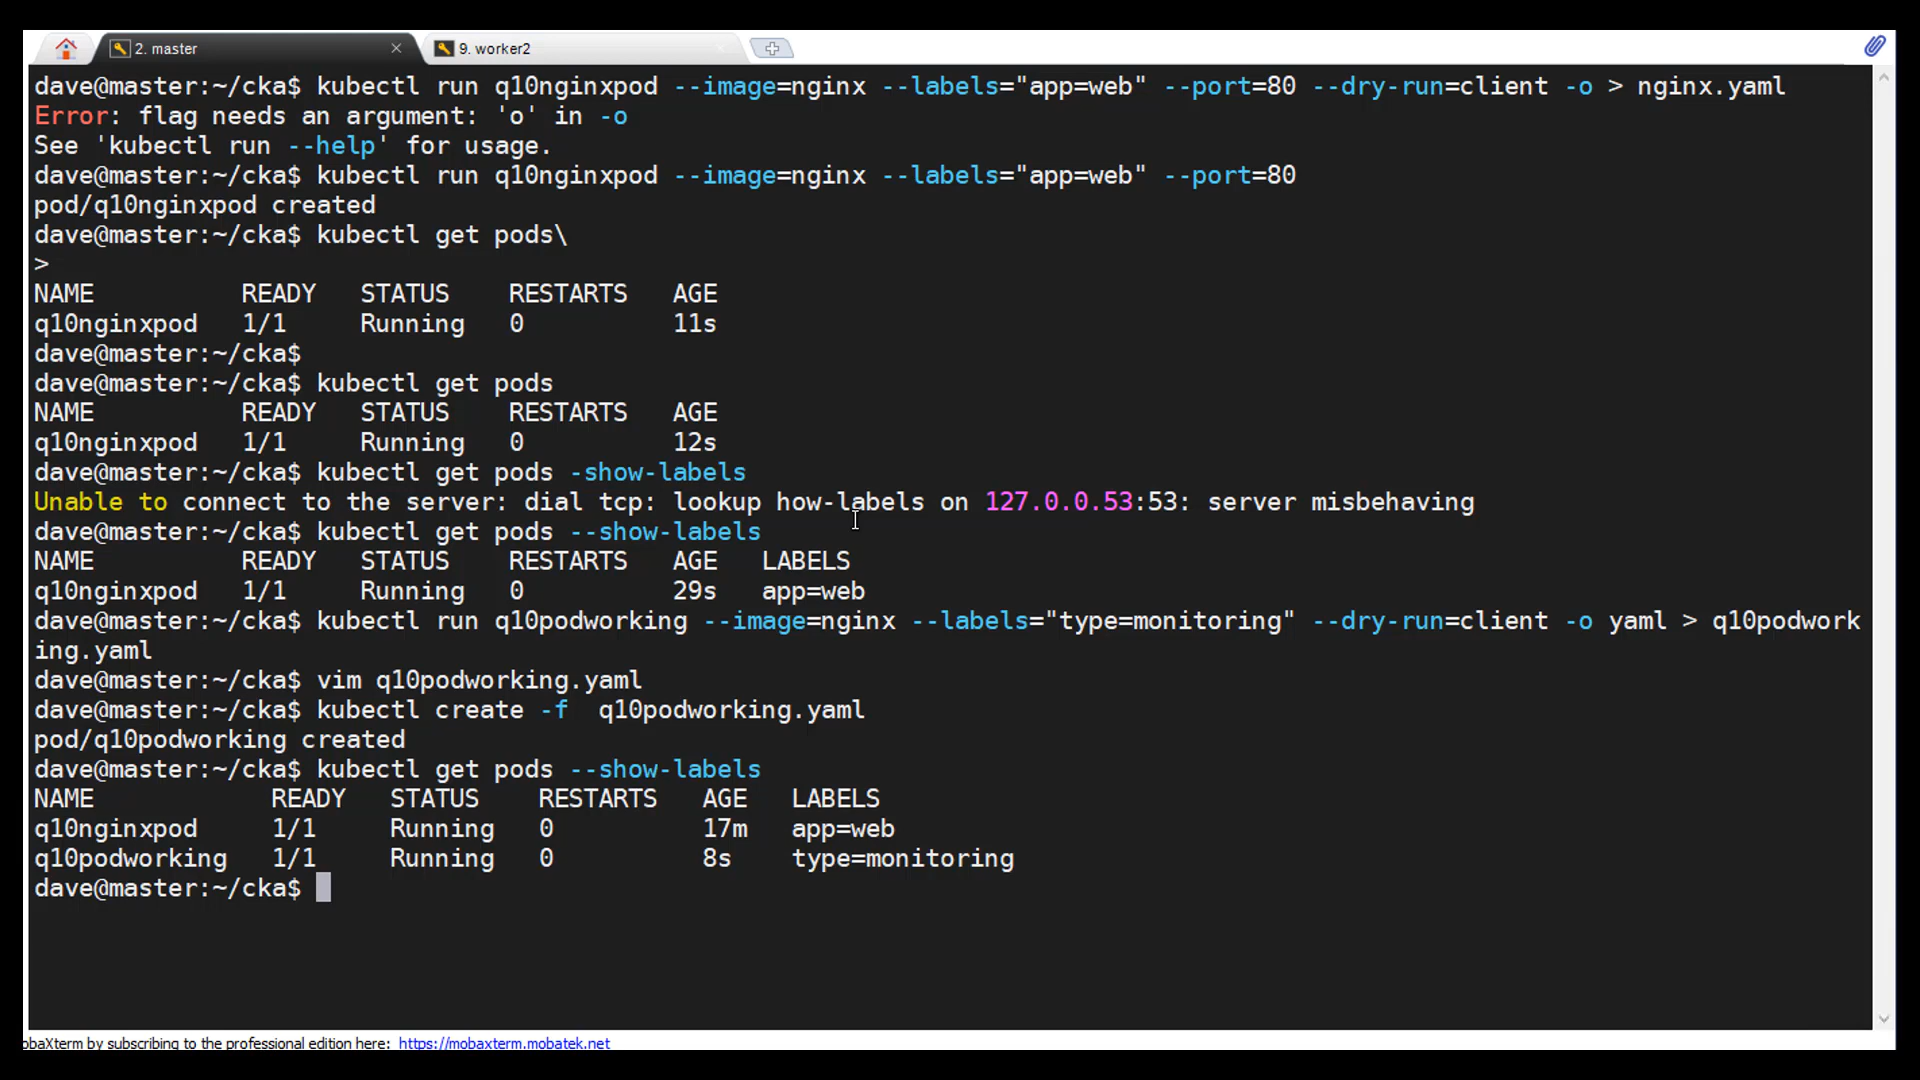 2. master
9. worker2
dave@master:~/cka$ kubectl run q10nginxpod --image=nginx --labels="app=web" --port=80 --dry-run=client -o > nginx.yaml
Error: flag needs an argument: 'o' in -o
See 'kubectl run --help' for usage.
dave@master:~/cka$ kubectl run q10nginxpod --image=nginx --labels="app=web" --port=80
pod/q10nginxpod created
dave@master:~/cka$ kubectl get pods\
>
NAME READY STATUS RESTARTS AGE
q10nginxpod 1/1 Running 0 11s
dave@master:~/cka$
dave@master:~/cka$ kubectl get pods
NAME READY STATUS RESTARTS AGE
q10nginxpod 1/1 Running 0 12s
dave@master:~/cka$ kubectl get pods -show-labels
Unable to connect to the server: dial tcp: lookup how-labels on 127.0.0.53:53: server misbehaving
dave@master:~/cka$ kubectl get pods --show-labels
NAME READY STATUS RESTARTS AGE LABELS
q10nginxpod 1/1 Running 0 29s app=web
dave@master:~/cka$ kubectl run q10podworking --image=nginx --labels="type=monitoring" --dry-run=client -o yaml > q10podwork
ing.yaml
dave@master:~/cka$ vim q10podworking.yaml
dave@master:~/cka$ kubectl create -f  q10podworking.yaml
pod/q10podworking created
dave@master:~/cka$ kubectl get pods --show-labels
NAME READY STATUS RESTARTS AGE LABELS
q10nginxpod 1/1 Running 0 17m app=web
q10podworking 1/1 Running 0 8s type=monitoring
dave@master:~/cka$
obaXterm by subscribing to the professional edition here: https://mobaxterm.mobatek.net